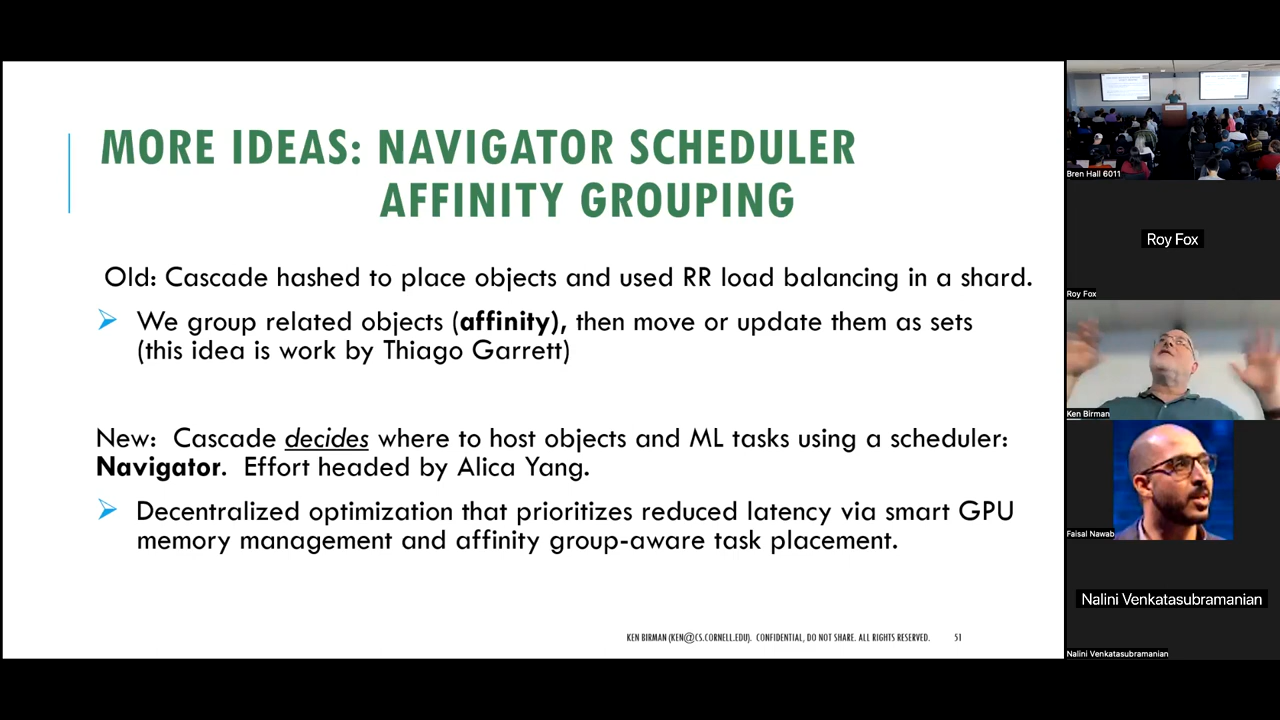 MORE IDEAS: NAVIGATOR SCHEDULER
AFFINITY GROUPING
Old: Cascade hashed to place objects and used RR load balancing in a shard.
We group related objects (affinity), then move or update them as sets
(this idea is work by Thiago Garrett)
New: Cascade decides where to host objects and ML tasks using a scheduler:
Navigator. Effort headed by Alica Yang.
Decentralized optimization that prioritizes reduced latency via smart GPU
memory management and affinity group-aware task placement.
KEN BIRMAN (KEN@CS.CORNELL.EDU). CONFIDENTIAL, DO NOT SHARE. ALL RIGHTS RESERVED. 51
Bren Hall 6011
Roy Fox
Roy Fox
Ken Birman
Faisal Nawab
Nalini Venkatasubramanian
Nalini Venkatasubramanian